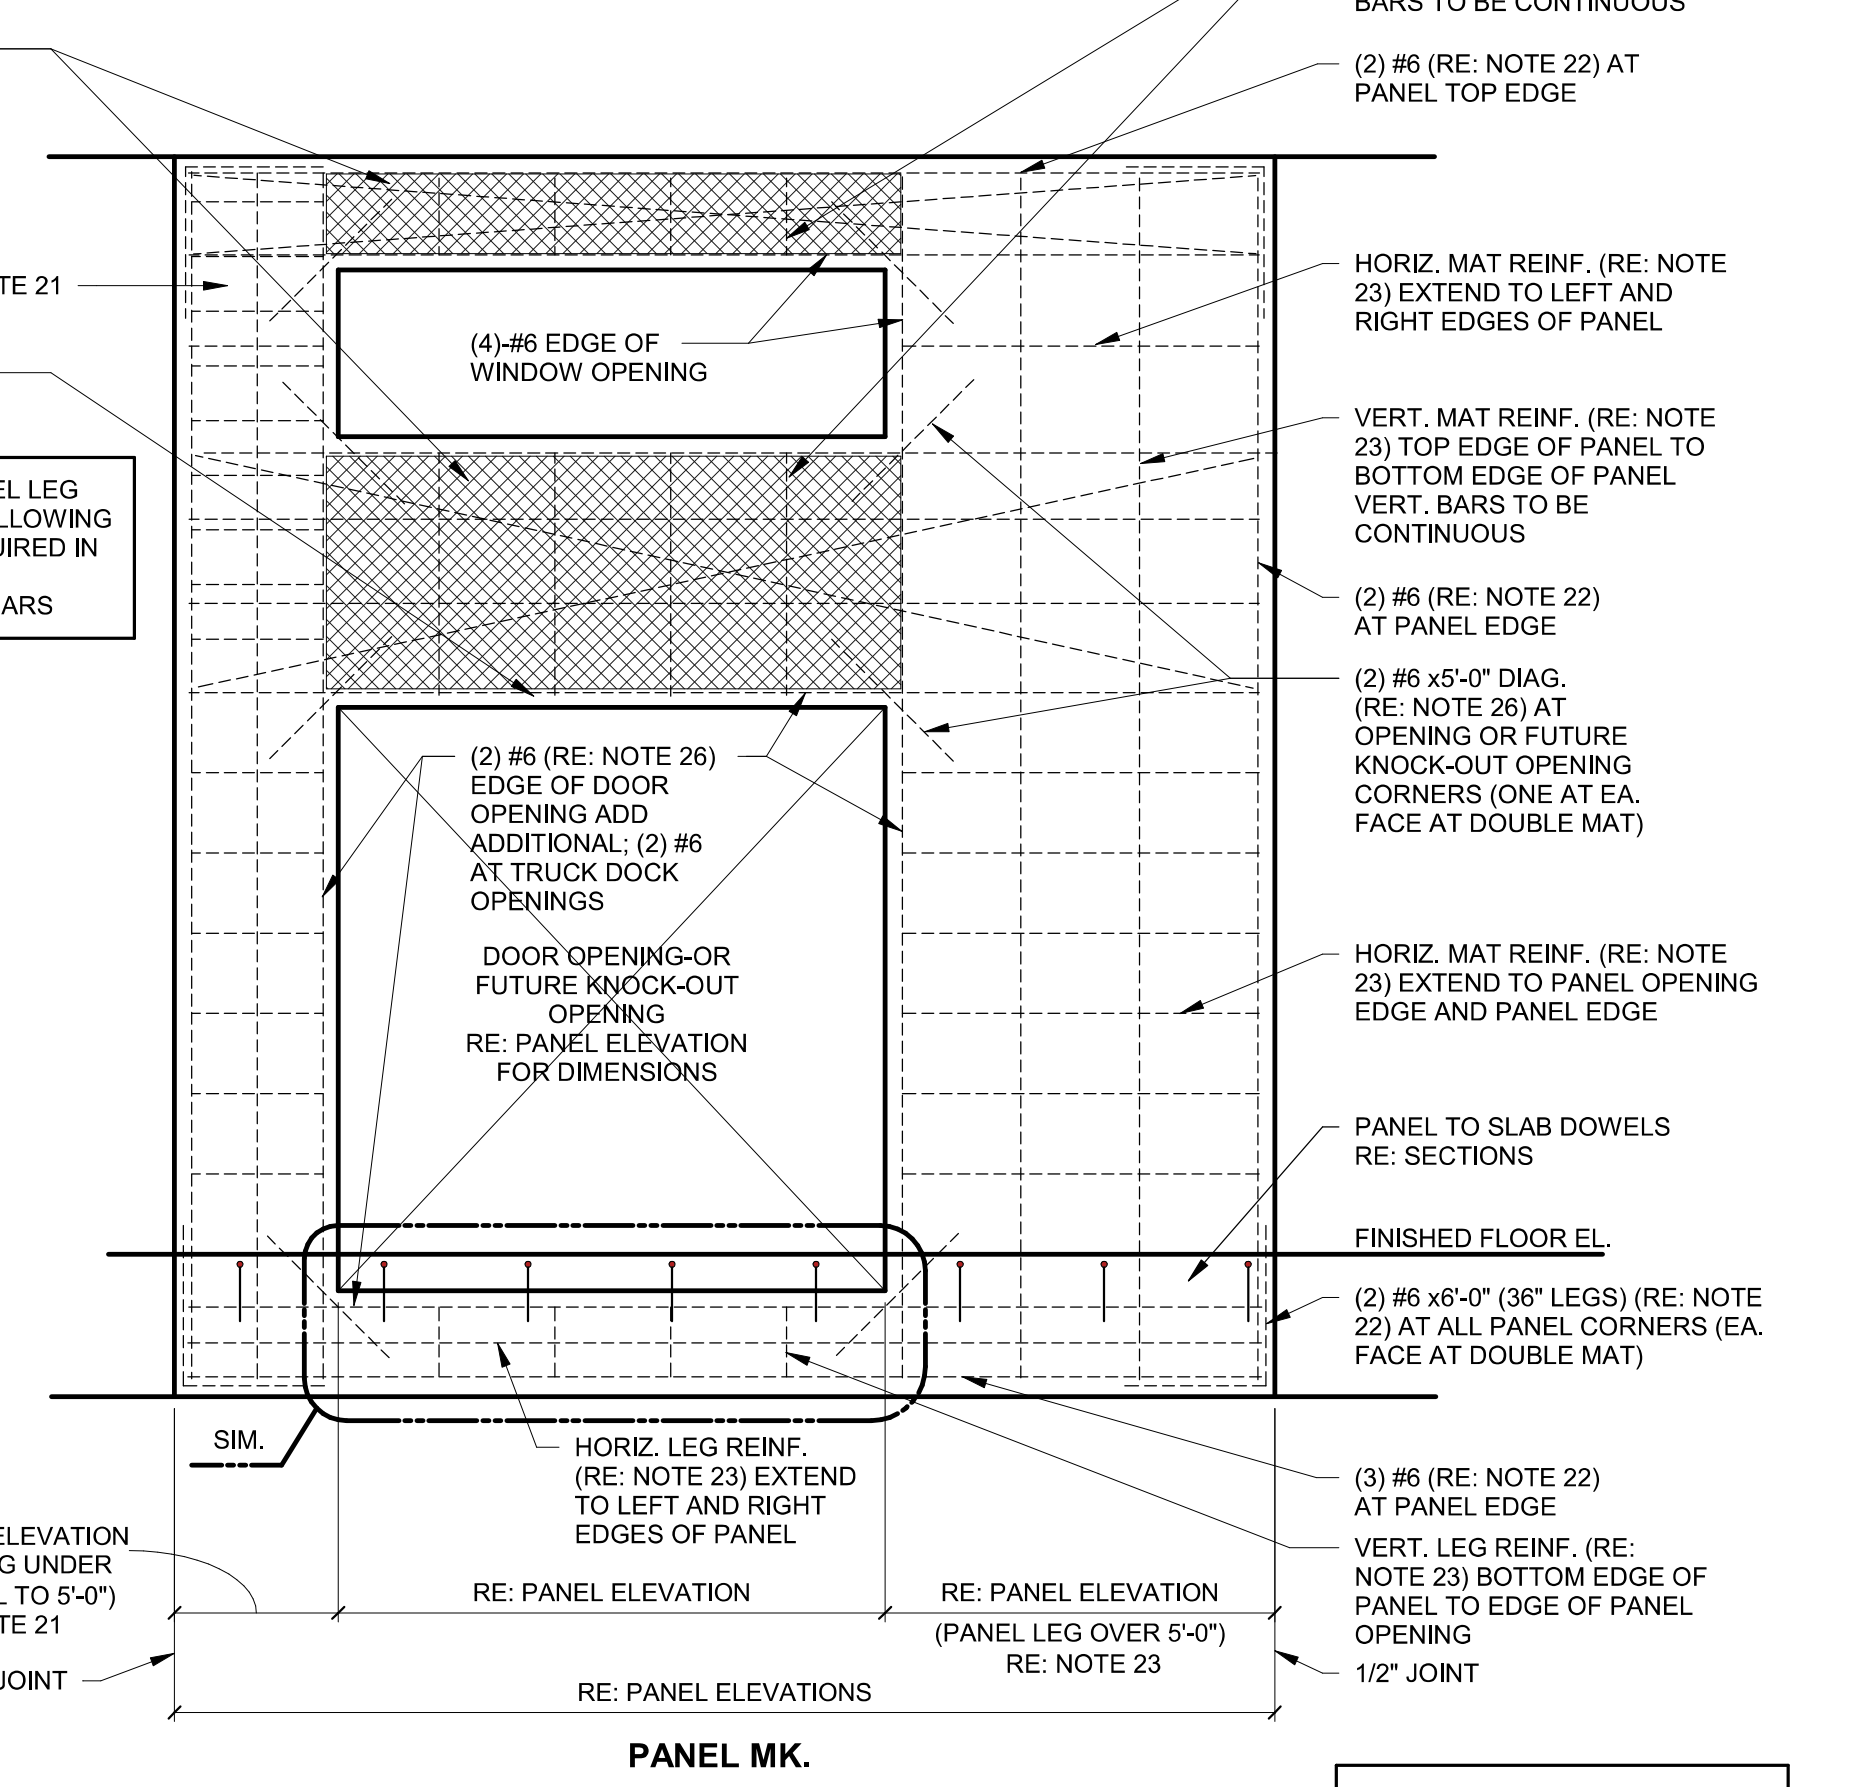 BARS TO BE CONTINUOUS
(2) #6 (RE: NOTE 22) AT
PANEL TOP EDGE
TE 21
HORIZ. MAT REINF. (RE: NOTE
23) EXTEND TO LEFT AND
RIGHT EDGES OF PANEL
(4)-#6 EDGE OF
WINDOW OPENING
VERT. MAT REINF. (RE: NOTE
23) TOP EDGE OF PANEL TO
BOTTOM EDGE OF PANEL
VERT. BARS TO BE
CONTINUOUS
EL LEG
LLOWING
UIRED IN
ARS
(2) #6 (RE: NOTE 22)
AT PANEL EDGE
(2) #6 x5'-0" DIAG.
(RE: NOTE 26) AT
OPENING OR FUTURE
KNOCK-OUT OPENING
CORNERS (ONE AT EA.
FACE AT DOUBLE MAT)
(2) #6 (RE: NOTE 26)
EDGE OF DOOR
OPENING ADD
ADDITIONAL; (2) #6
AT TRUCK DOCK
OPENINGS
DOOR OPENING-OR
FUTURE KNOCK-OUT
OPENING
RE: PANEL ELEVATION
FOR DIMENSIONS
HORIZ. MAT REINF. (RE: NOTE
23) EXTEND TO PANEL OPENING
EDGE AND PANEL EDGE
PANEL TO SLAB DOWELS
RE: SECTIONS
FINISHED FLOOR EL.
(2) #6 x6'-0" (36" LEGS) (RE: NOTE
22) AT ALL PANEL CORNERS (EA.
FACE AT DOUBLE MAT)
SIM.
HORIZ. LEG REINF.
(RE: NOTE 23) EXTEND
TO LEFT AND RIGHT
EDGES OF PANEL
(3) #6 (RE: NOTE 22)
AT PANEL EDGE
VERT. LEG REINF. (RE:
NOTE 23) BOTTOM EDGE OF
PANEL TO EDGE OF PANEL
OPENING
ELEVATION
G UNDER
L TO 5'-0")
TE 21
RE: PANEL ELEVATION
RE: PANEL ELEVATION
(PANEL LEG OVER 5'-0")
RE: NOTE 23
JOINT
1/2" JOINT
RE: PANEL ELEVATIONS
PANEL MK.